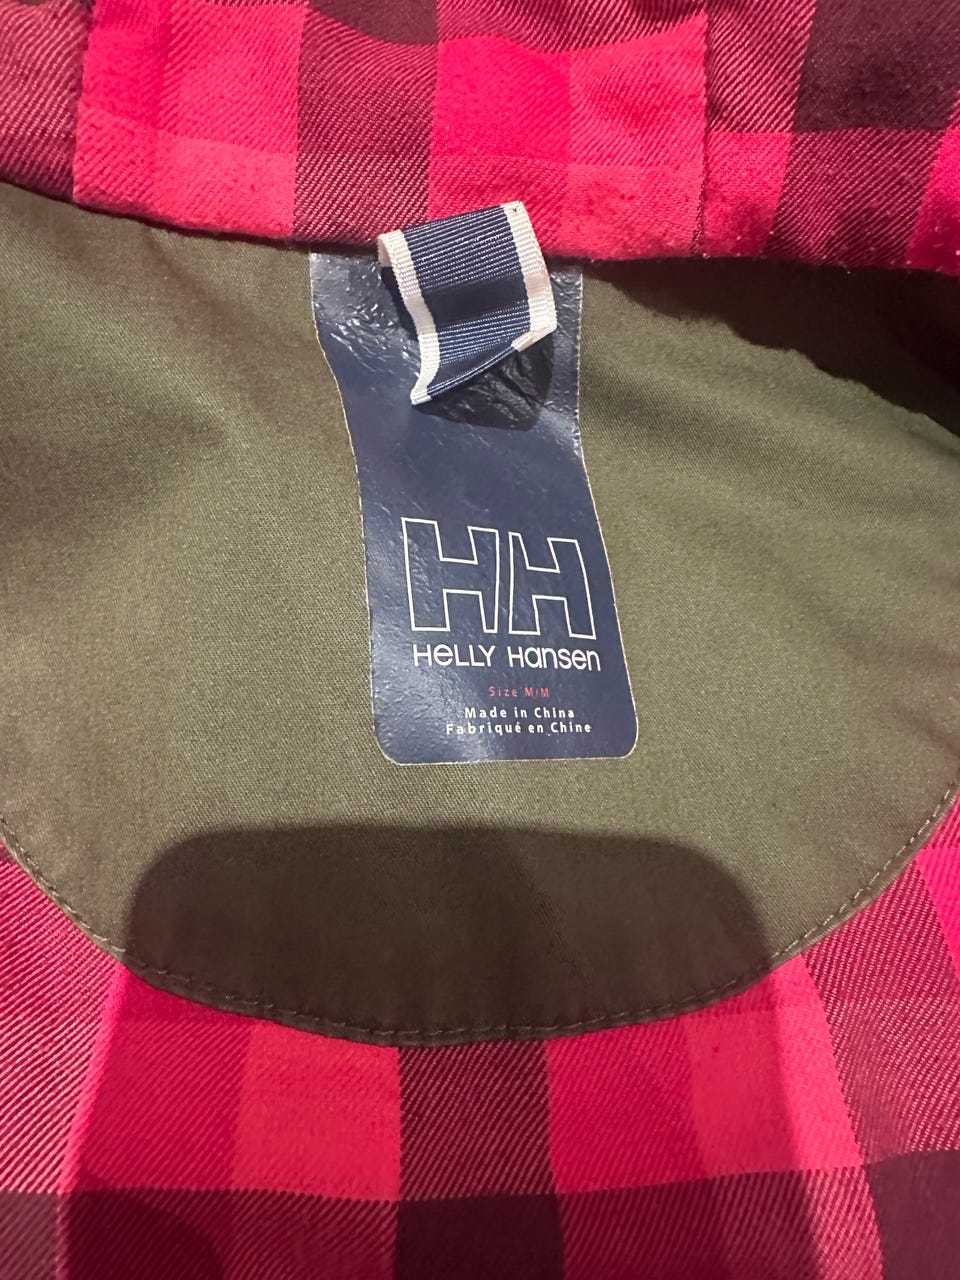 HH
HELLY HANSEN
Size M/M
Made in China
Fabriqué en Chine